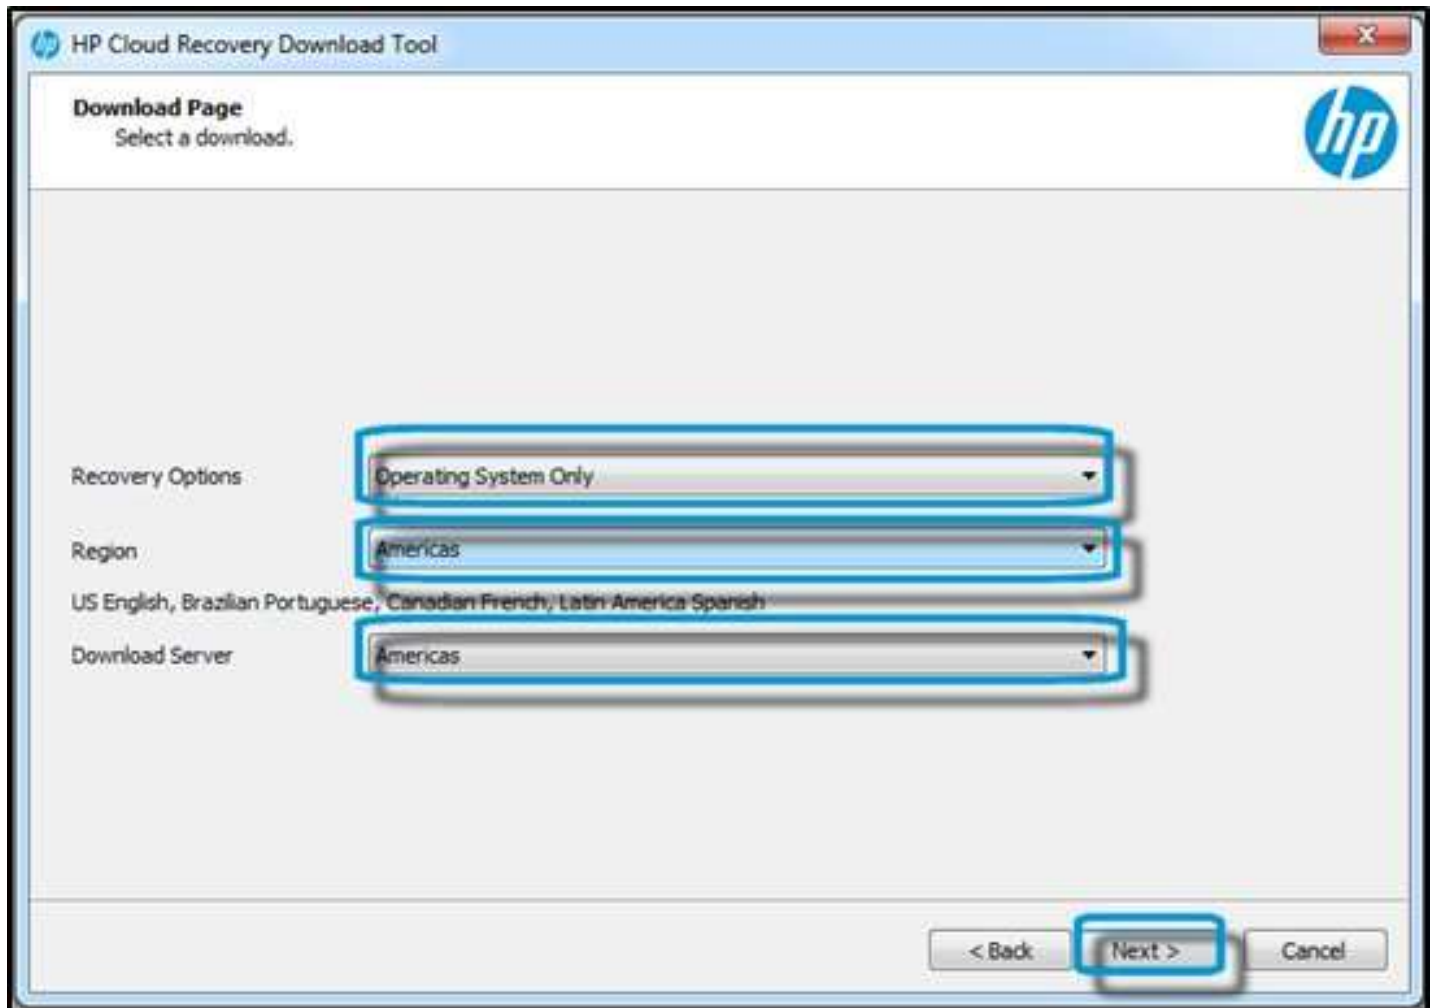 HP Cloud Recovery Download Tool
Download Page
Select a download.
hp
Recovery Options
Operating System Only
Region
Americas
US English, Brazilian Portuguese, Canadian French, Latin America Spanish
Download Server
Americas
< Back
Next >
Cancel